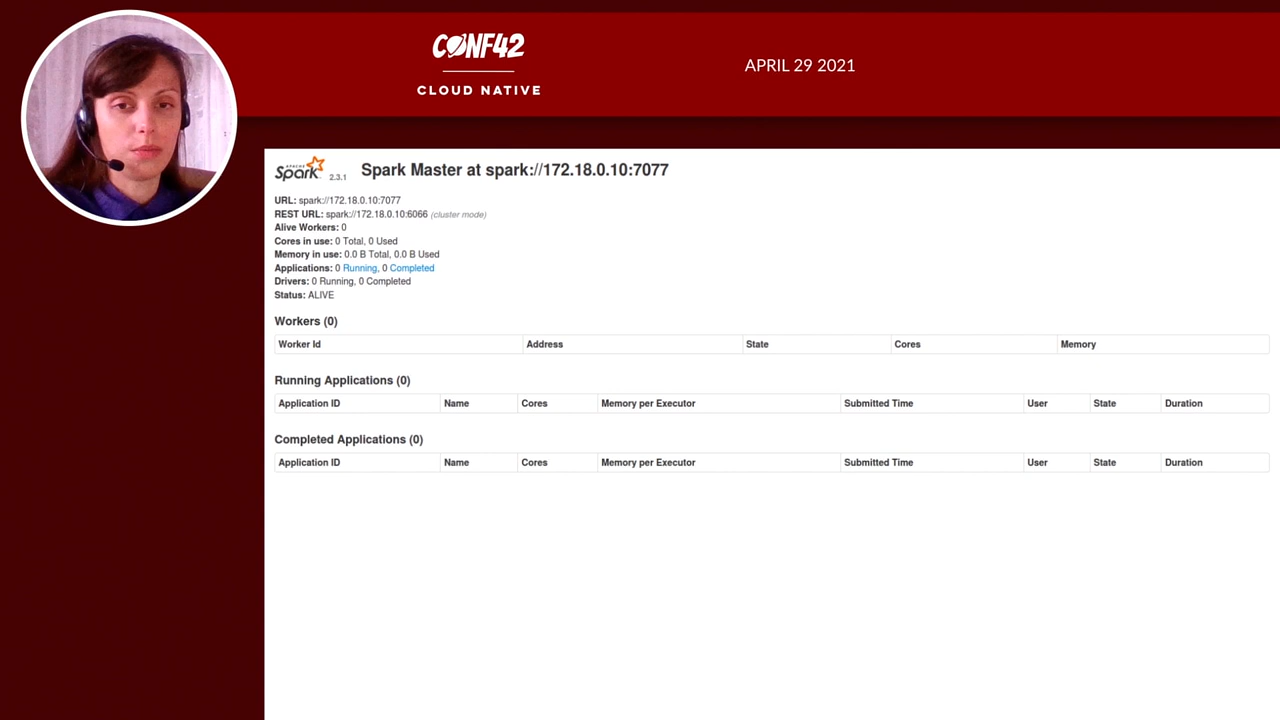 CONF42
CLOUD NATIVE
APRIL 29 2021
APACHE
Spark 2.3.1 Spark Master at spark://172.18.0.10:7077
URL: spark://172.18.0.10:7077
REST URL: spark://172.18.0.10:6066 (cluster mode)
Alive Workers: 0
Cores in use: 0 Total, 0 Used
Memory in use: 0.0 B Total, 0.0 B Used
Applications: 0 Running, 0 Completed
Drivers: 0 Running, 0 Completed
Status: ALIVE
Workers (0)
Worker Id Address State Cores Memory
Running Applications (0)
Application ID Name Cores Memory per Executor Submitted Time User State Duration
Completed Applications (0)
Application ID Name Cores Memory per Executor Submitted Time User State Duration